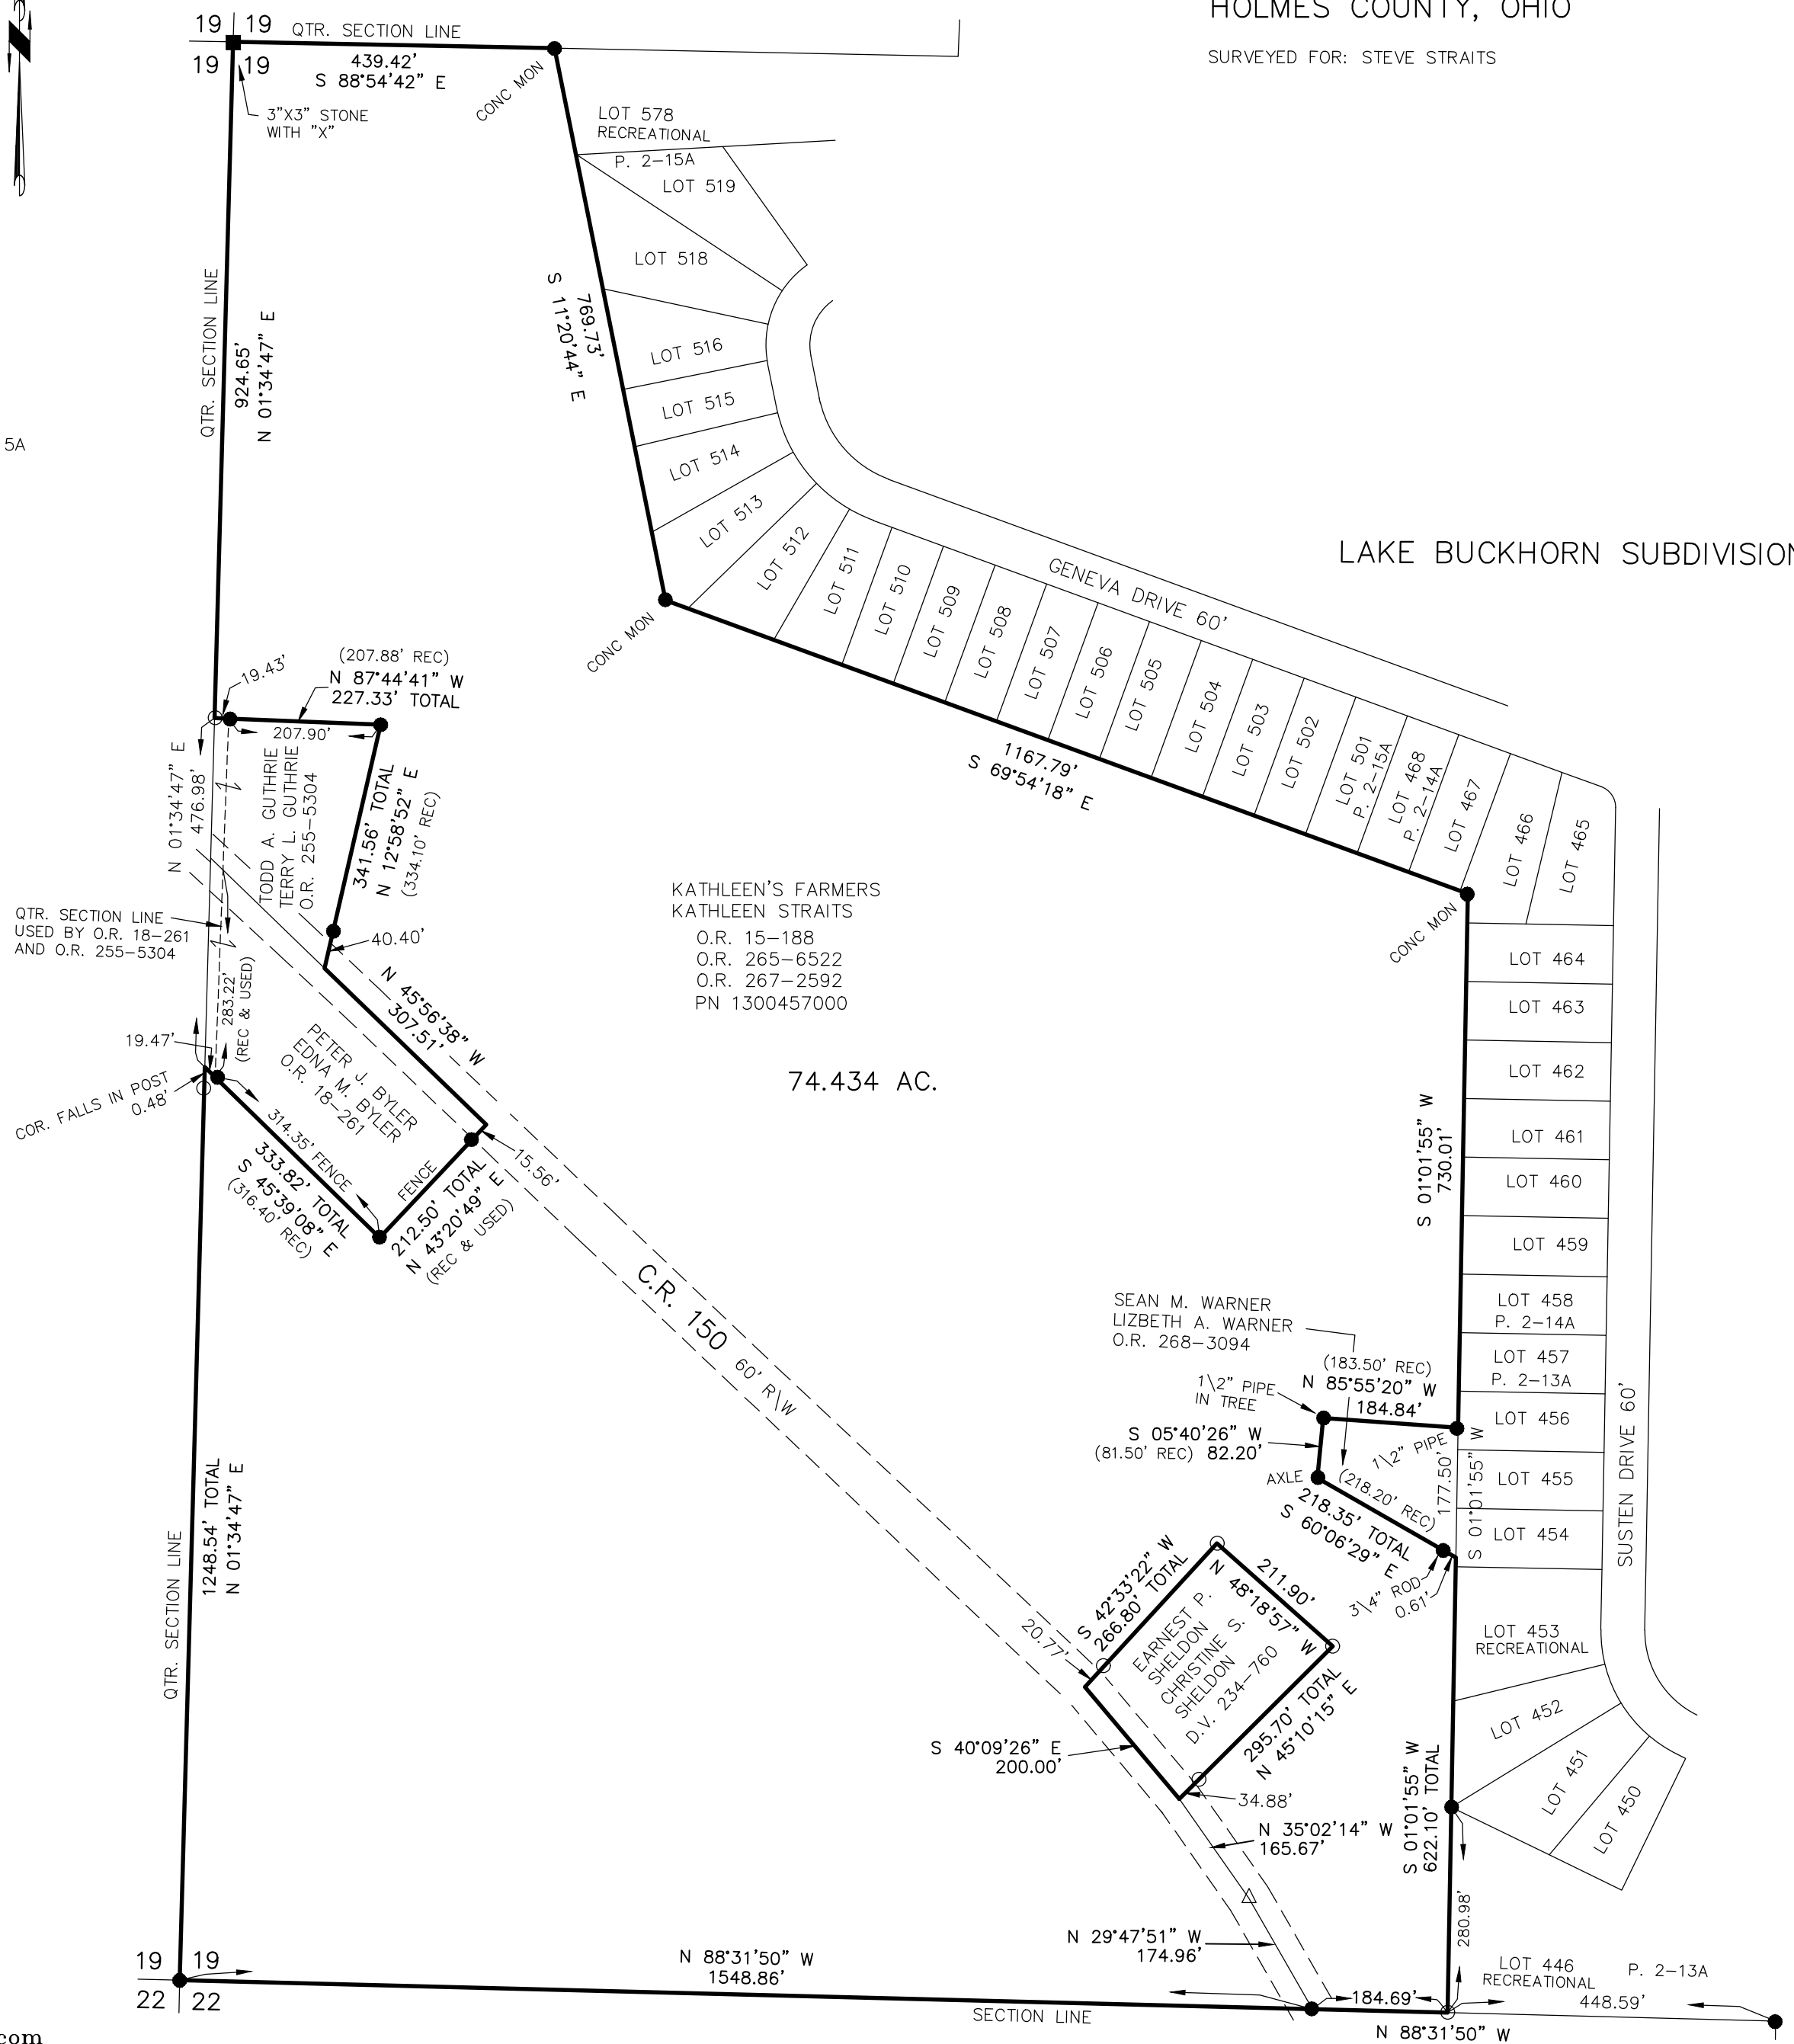 HOLMES COUNTY, OHIO
SURVEYED FOR: STEVE STRAITS
19 19
19 19
QTR. SECTION LINE
439.42'
S 88°54'42" E
CONC MON
3"X3" STONE
WITH "X"
LOT 578
RECREATIONAL
P. 2-15A
LOT 519
LOT 518
LOT 516
LOT 515
LOT 514
LOT 513
LOT 512
LOT 511
LOT 510
LOT 509
LOT 508
LOT 507
LOT 506
LOT 505
LOT 504
LOT 503
LOT 502
LOT 501
P. 2-15A
LOT 468
P. 2-14A
LOT 467
LOT 466
LOT 465
769.73'
S 11°20'44" E
QTR. SECTION LINE
924.65'
N 01°34'47" E
5A
LAKE BUCKHORN SUBDIVISION
GENEVA DRIVE 60'
CONC MON
1167.79'
S 69°54'18" E
CONC MON
19.43'
(207.88' REC)
N 87°44'41" W
227.33' TOTAL
207.90'
N 01°34'47" E
476.98'
TODD A. GUTHRIE
TERRY L. GUTHRIE
O.R. 255-5304
341.56' TOTAL
N 12°58'52" E
(334.10' REC)
40.40'
QTR. SECTION LINE
USED BY O.R. 18-261
AND O.R. 255-5304
283.22'
(REC & USED)
19.47'
COR. FALLS IN POST
0.48'
N 45°56'38" W
307.51'
PETER J. BYLER
EDNA M. BYLER
O.R. 18-261
314.35' FENCE
333.82' TOTAL
S 45°39'08" E
(316.40' REC)
FENCE
212.50' TOTAL
N 43°20'49" E
(REC & USED)
15.56'
KATHLEEN'S FARMERS
KATHLEEN STRAITS
O.R. 15-188
O.R. 265-6522
O.R. 267-2592
PN 1300457000
74.434 AC.
C.R. 150 60' R\W
LOT 464
LOT 463
LOT 462
LOT 461
LOT 460
LOT 459
LOT 458
P. 2-14A
LOT 457
P. 2-13A
LOT 456
LOT 455
LOT 454
LOT 453
RECREATIONAL
LOT 452
LOT 451
LOT 450
SUSTEN DRIVE 60'
S 01°01'55" W
730.01'
SEAN M. WARNER
LIZBETH A. WARNER
O.R. 268-3094
(183.50' REC)
N 85°55'20" W
184.84'
1\2" PIPE
IN TREE
S 05°40'26" W
(81.50' REC) 82.20'
AXLE
1\2" PIPE
(218.20' REC)
218.35' TOTAL
S 60°06'29" E
177.50'
S 01°01'55" W
3\4" ROD
0.61'
S 42°33'22" W
266.80' TOTAL
20.77'
211.90'
N 48°18'57" W
EARNEST P.
SHELDON
CHRISTINE S.
SHELDON
D.V. 234-760
295.70' TOTAL
N 45°10'15" E
S 40°09'26" E
200.00'
34.88'
N 35°02'14" W
165.67'
N 29°47'51" W
174.96'
S 01°01'55" W
622.10' TOTAL
280.98'
QTR. SECTION LINE
1248.54' TOTAL
N 01°34'47" E
19 19
22 22
N 88°31'50" W
1548.86'
SECTION LINE
184.69'
N 88°31'50" W
LOT 446
RECREATIONAL
P. 2-13A
448.59'
com